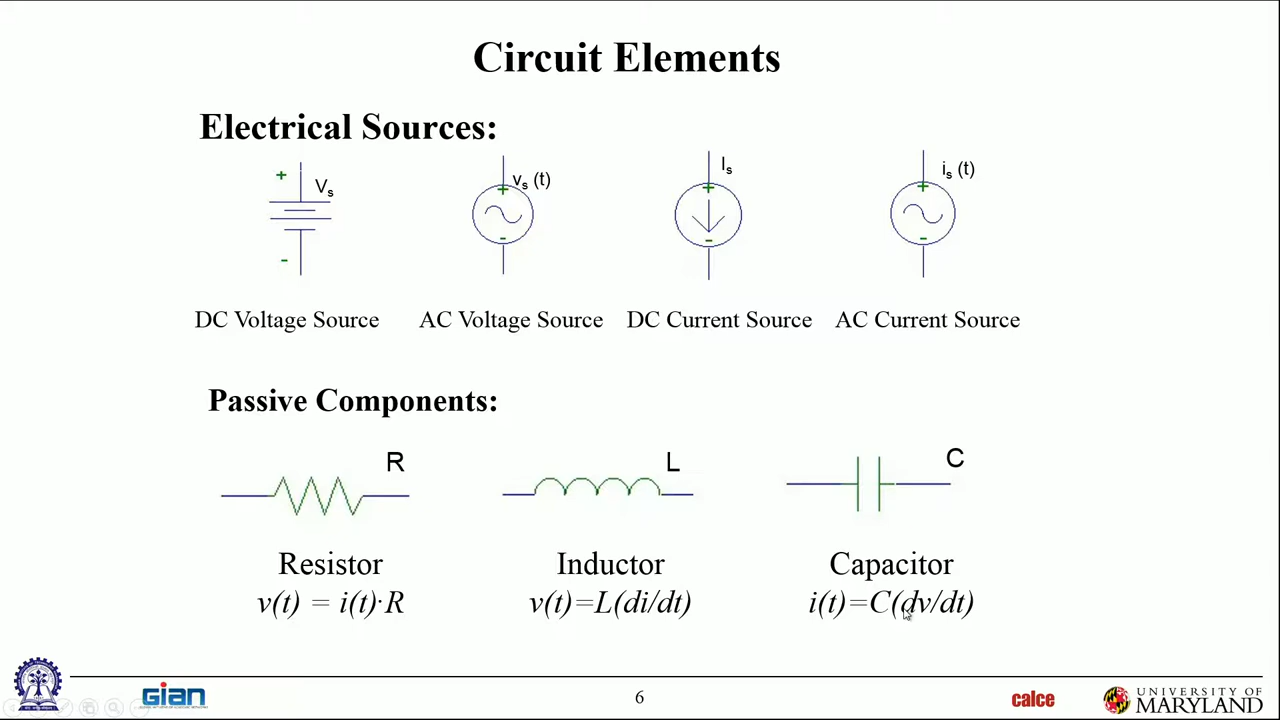 Circuit Elements
Electrical Sources:
+ Vs
-
+ vs (t)
-
Is
+
-
is (t)
+
-
DC Voltage Source AC Voltage Source DC Current Source AC Current Source
Passive Components:
R L C
Resistor Inductor Capacitor
v(t) = i(t)·R v(t)=L(di/dt) i(t)=C(dv/dt)
GIAN 6 calce UNIVERSITY OF
MARYLAND